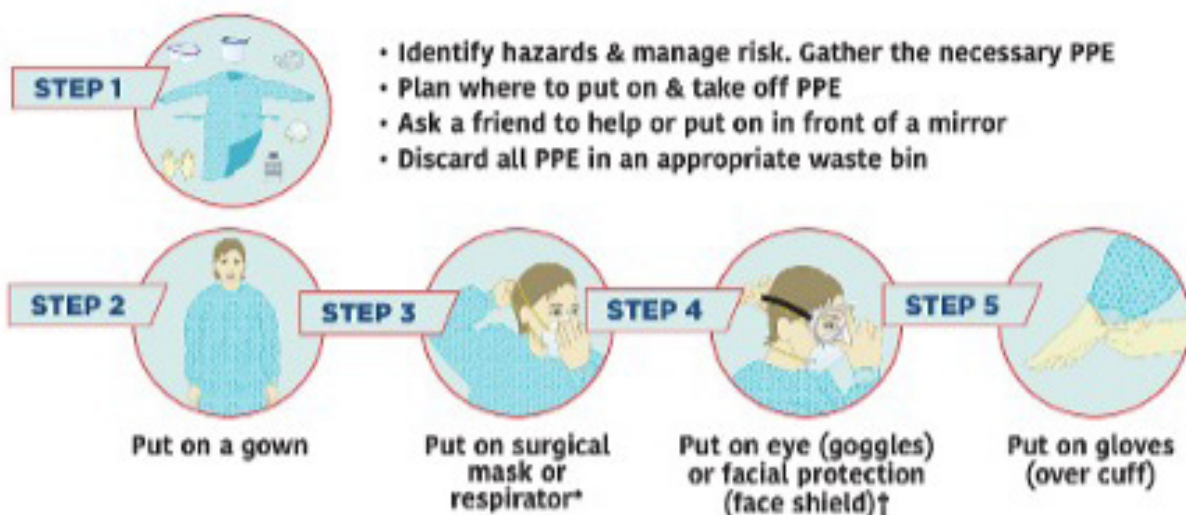 STEP 1
• Identify hazards & manage risk. Gather the necessary PPE
• Plan where to put on & take off PPE
• Ask a friend to help or put on in front of a mirror
• Discard all PPE in an appropriate waste bin
STEP 2
STEP 3
STEP 4
STEP 5
Put on a gown
Put on surgical
mask or
respirator*
Put on eye (goggles)
or facial protection
(face shield)†
Put on gloves
(over cuff)